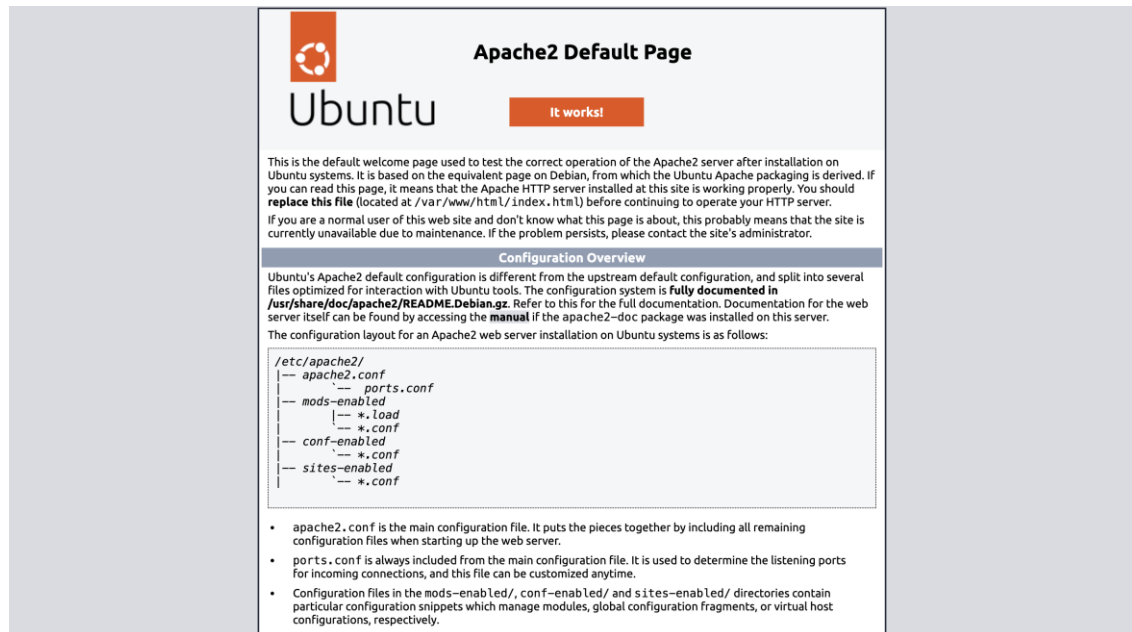 Apache2 Default Page
Ubuntu
It works!
This is the default welcome page used to test the correct operation of the Apache2 server after installation on
Ubuntu systems. It is based on the equivalent page on Debian, from which the Ubuntu Apache packaging is derived. If
you can read this page, it means that the Apache HTTP server installed at this site is working properly. You should
replace this file (located at /var/www/html/index.html) before continuing to operate your HTTP server.
If you are a normal user of this web site and don't know what this page is about, this probably means that the site is
currently unavailable due to maintenance. If the problem persists, please contact the site's administrator.
Configuration Overview
Ubuntu's Apache2 default configuration is different from the upstream default configuration, and split into several
files optimized for interaction with Ubuntu tools. The configuration system is fully documented in
/usr/share/doc/apache2/README.Debian.gz. Refer to this for the full documentation. Documentation for the web
server itself can be found by accessing the manual if the apache2-doc package was installed on this server.
The configuration layout for an Apache2 web server installation on Ubuntu systems is as follows:
/etc/apache2/
|-- apache2.conf
|       `--  ports.conf
|-- mods-enabled
|       |-- *.load
|       `-- *.conf
|-- conf-enabled
|       `-- *.conf
|-- sites-enabled
|       `-- *.conf
• apache2.conf is the main configuration file. It puts the pieces together by including all remaining
configuration files when starting up the web server.
• ports.conf is always included from the main configuration file. It is used to determine the listening ports
for incoming connections, and this file can be customized anytime.
• Configuration files in the mods-enabled/, conf-enabled/ and sites-enabled/ directories contain
particular configuration snippets which manage modules, global configuration fragments, or virtual host
configurations, respectively.